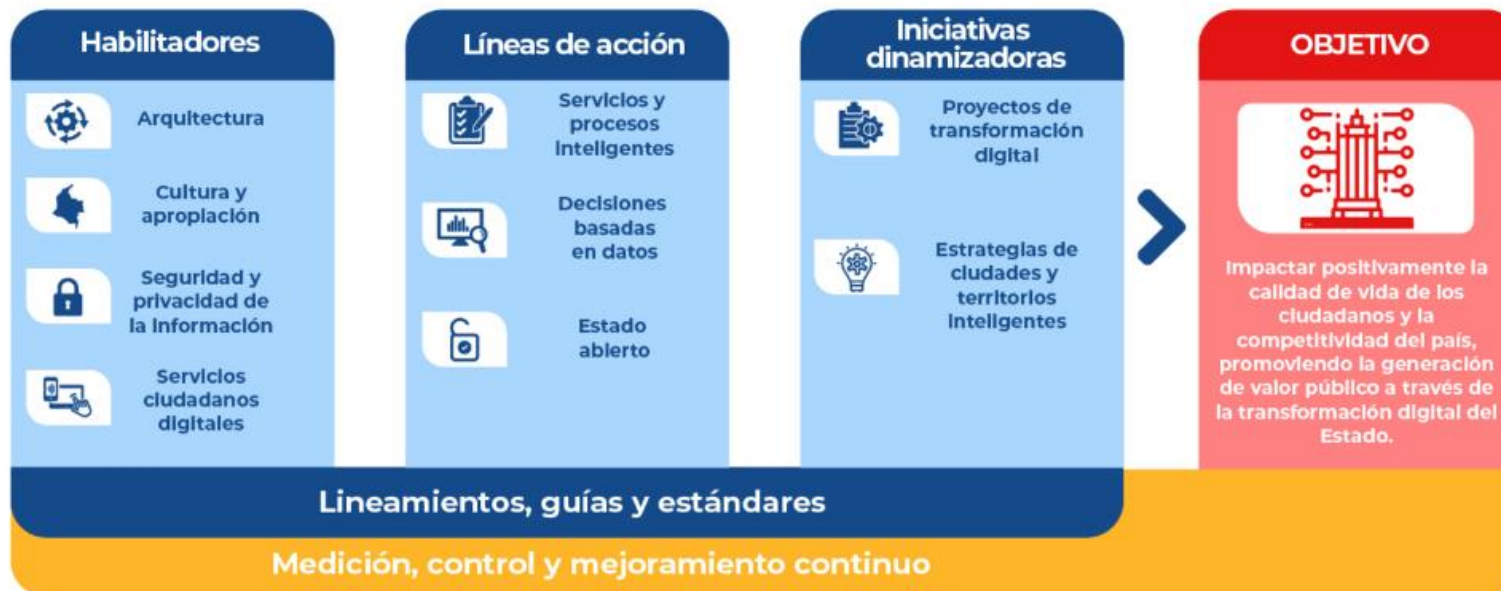 Habilitadores
Arquitectura
Cultura y
apropiación
Seguridad y
privacidad de
la Información
Servicios
ciudadanos
digitales
Líneas de acción
Servicios y
procesos
Inteligentes
Decisiones
basadas
en datos
Estado
abierto
Iniciativas
dinamizadoras
Proyectos de
transformación
digital
Estrategias de
ciudades y
territorios
Inteligentes
OBJETIVO
Impactar positivamente la
calidad de vida de los
ciudadanos y la
competitividad del país,
promoviendo la generación
de valor público a través de
la transformación digital del
Estado.
Lineamientos, guías y estándares
Medición, control y mejoramiento continuo